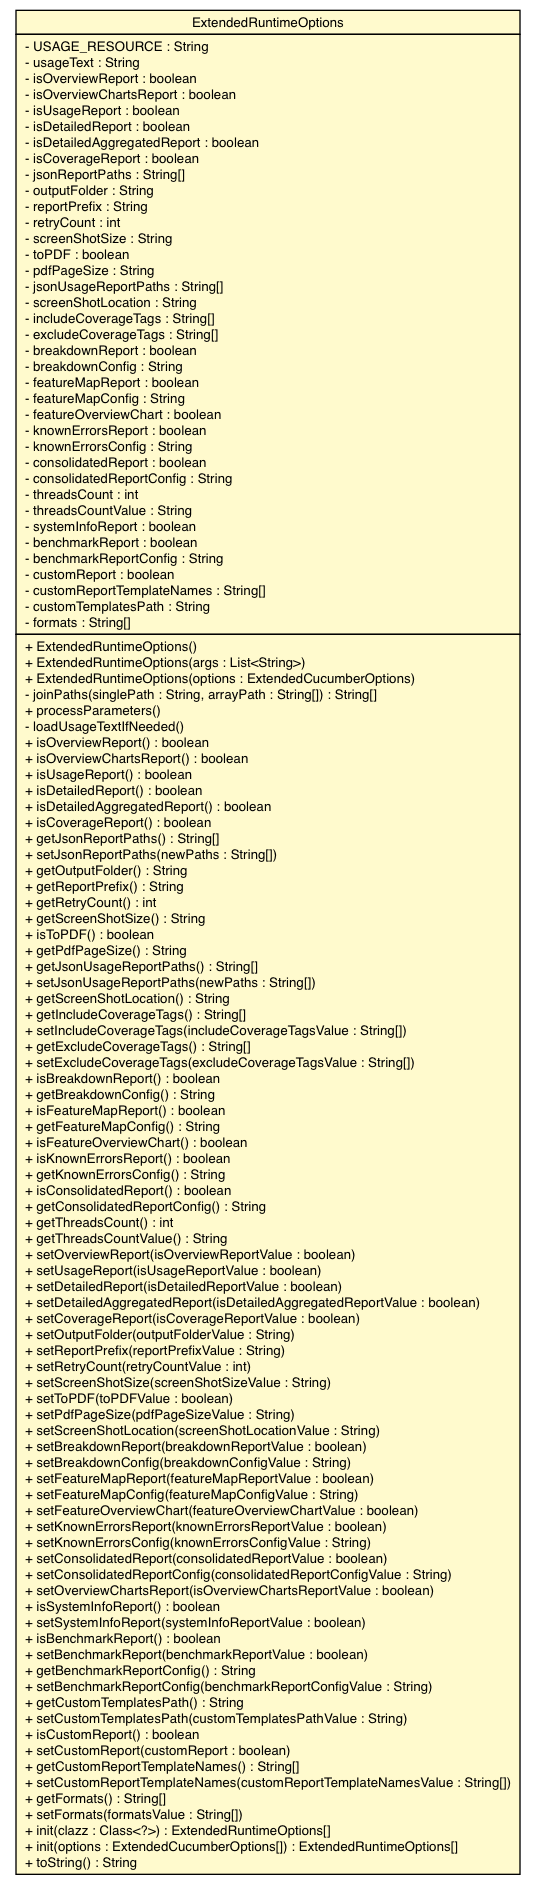 ExtendedRuntimeOptions
- USAGE_RESOURCE : String
- usageText : String
- isOverviewReport : boolean
- isOverviewChartsReport : boolean
- isUsageReport : boolean
- isDetailedReport : boolean
- isDetailedAggregatedReport : boolean
- isCoverageReport : boolean
- jsonReportPaths : String[]
- outputFolder : String
- reportPrefix : String
- retryCount : int
- screenShotSize : String
- toPDF : boolean
- pdfPageSize : String
- jsonUsageReportPaths : String[]
- screenShotLocation : String
- includeCoverageTags : String[]
- excludeCoverageTags : String[]
- breakdownReport : boolean
- breakdownConfig : String
- featureMapReport : boolean
- featureMapConfig : String
- featureOverviewChart : boolean
- knownErrorsReport : boolean
- knownErrorsConfig : String
- consolidatedReport : boolean
- consolidatedReportConfig : String
- threadsCount : int
- threadsCountValue : String
- systemInfoReport : boolean
- benchmarkReport : boolean
- benchmarkReportConfig : String
- customReport : boolean
- customReportTemplateNames : String[]
- customTemplatesPath : String
- formats : String[]
+ ExtendedRuntimeOptions()
+ ExtendedRuntimeOptions(args : List<String>)
+ ExtendedRuntimeOptions(options : ExtendedCucumberOptions)
- joinPaths(singlePath : String, arrayPath : String[]) : String[]
+ processParameters()
- loadUsageTextIfNeeded()
+ isOverviewReport() : boolean
+ isOverviewChartsReport() : boolean
+ isUsageReport() : boolean
+ isDetailedReport() : boolean
+ isDetailedAggregatedReport() : boolean
+ isCoverageReport() : boolean
+ getJsonReportPaths() : String[]
+ setJsonReportPaths(newPaths : String[])
+ getOutputFolder() : String
+ getReportPrefix() : String
+ getRetryCount() : int
+ getScreenShotSize() : String
+ isToPDF() : boolean
+ getPdfPageSize() : String
+ getJsonUsageReportPaths() : String[]
+ setJsonUsageReportPaths(newPaths : String[])
+ getScreenShotLocation() : String
+ getIncludeCoverageTags() : String[]
+ setIncludeCoverageTags(includeCoverageTagsValue : String[])
+ getExcludeCoverageTags() : String[]
+ setExcludeCoverageTags(excludeCoverageTagsValue : String[])
+ isBreakdownReport() : boolean
+ getBreakdownConfig() : String
+ isFeatureMapReport() : boolean
+ getFeatureMapConfig() : String
+ isFeatureOverviewChart() : boolean
+ isKnownErrorsReport() : boolean
+ getKnownErrorsConfig() : String
+ isConsolidatedReport() : boolean
+ getConsolidatedReportConfig() : String
+ getThreadsCount() : int
+ getThreadsCountValue() : String
+ setOverviewReport(isOverviewReportValue : boolean)
+ setUsageReport(isUsageReportValue : boolean)
+ setDetailedReport(isDetailedReportValue : boolean)
+ setDetailedAggregatedReport(isDetailedAggregatedReportValue : boolean)
+ setCoverageReport(isCoverageReportValue : boolean)
+ setOutputFolder(outputFolderValue : String)
+ setReportPrefix(reportPrefixValue : String)
+ setRetryCount(retryCountValue : int)
+ setScreenShotSize(screenShotSizeValue : String)
+ setToPDF(toPDFValue : boolean)
+ setPdfPageSize(pdfPageSizeValue : String)
+ setScreenShotLocation(screenShotLocationValue : String)
+ setBreakdownReport(breakdownReportValue : boolean)
+ setBreakdownConfig(breakdownConfigValue : String)
+ setFeatureMapReport(featureMapReportValue : boolean)
+ setFeatureMapConfig(featureMapConfigValue : String)
+ setFeatureOverviewChart(featureOverviewChartValue : boolean)
+ setKnownErrorsReport(knownErrorsReportValue : boolean)
+ setKnownErrorsConfig(knownErrorsConfigValue : String)
+ setConsolidatedReport(consolidatedReportValue : boolean)
+ setConsolidatedReportConfig(consolidatedReportConfigValue : String)
+ setOverviewChartsReport(isOverviewChartsReportValue : boolean)
+ isSystemInfoReport() : boolean
+ setSystemInfoReport(systemInfoReportValue : boolean)
+ isBenchmarkReport() : boolean
+ setBenchmarkReport(benchmarkReportValue : boolean)
+ getBenchmarkReportConfig() : String
+ setBenchmarkReportConfig(benchmarkReportConfigValue : String)
+ getCustomTemplatesPath() : String
+ setCustomTemplatesPath(customTemplatesPathValue : String)
+ isCustomReport() : boolean
+ setCustomReport(customReport : boolean)
+ getCustomReportTemplateNames() : String[]
+ setCustomReportTemplateNames(customReportTemplateNamesValue : String[])
+ getFormats() : String[]
+ setFormats(formatsValue : String[])
+ init(clazz : Class<?>) : ExtendedRuntimeOptions[]
+ init(options : ExtendedCucumberOptions[]) : ExtendedRuntimeOptions[]
+ toString() : String